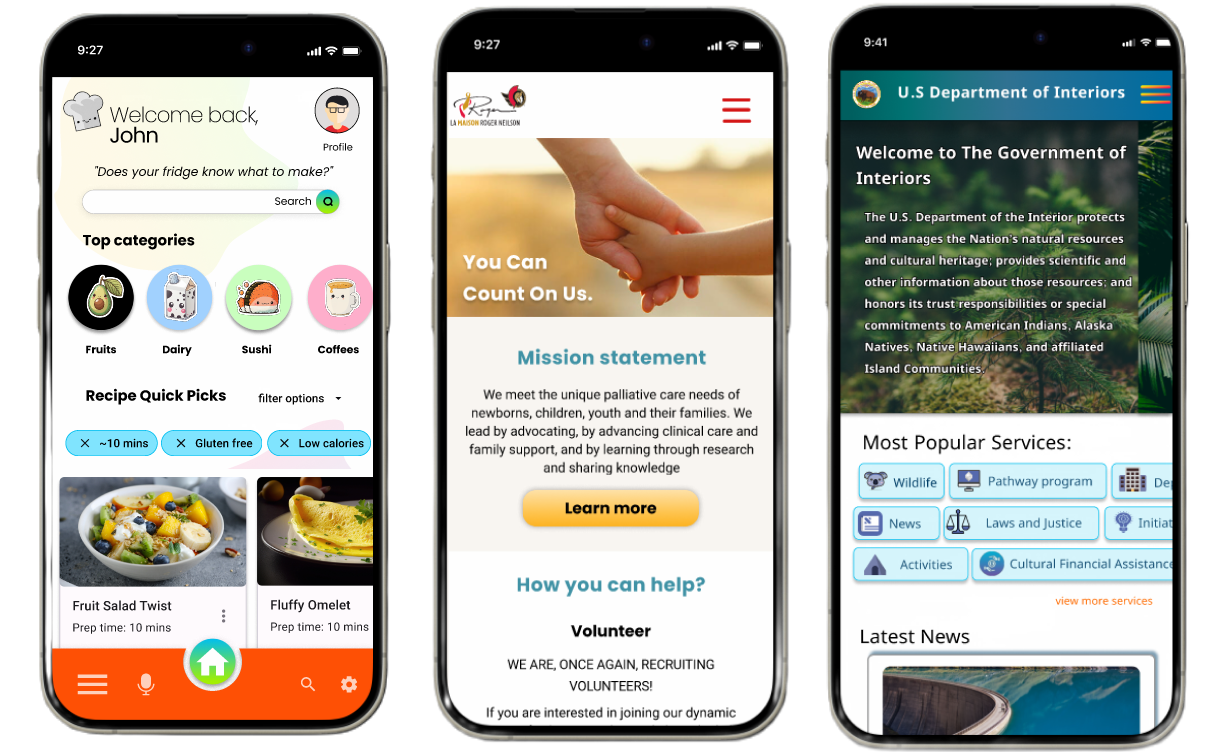 9:27
Welcome back,
John
Profile
"Does your fridge know what to make?"
Search
Top categories
Fruits
Dairy
Sushi
Coffees
Recipe Quick Picks
filter options
~10 mins
Gluten free
Low calories
Fruit Salad Twist
Prep time: 10 mins
Fluffy Omelet
Prep time: 10 mins
9:27
Roger
LA MAISON ROGER NEILSON
You Can
Count On Us.
Mission statement
We meet the unique palliative care needs of
newborns, children, youth and their families. We
lead by advocating, by advancing clinical care and
family support, and by learning through research
and sharing knowledge
Learn more
How you can help?
Volunteer
WE ARE, ONCE AGAIN, RECRUITING
VOLUNTEERS!
If you are interested in joining our dynamic
9:41
U.S Department of Interiors
Welcome to The Government of
Interiors
The U.S. Department of the Interior protects
and manages the Nation's natural resources
and cultural heritage; provides scientific and
other information about those resources; and
honors its trust responsibilities or special
commitments to American Indians, Alaska
Natives, Native Hawaiians, and affiliated
Island Communities.
Most Popular Services:
Wildlife
Pathway program
De
News
Laws and Justice
Initiat
Activities
Cultural Financial Assistance
view more services
Latest News